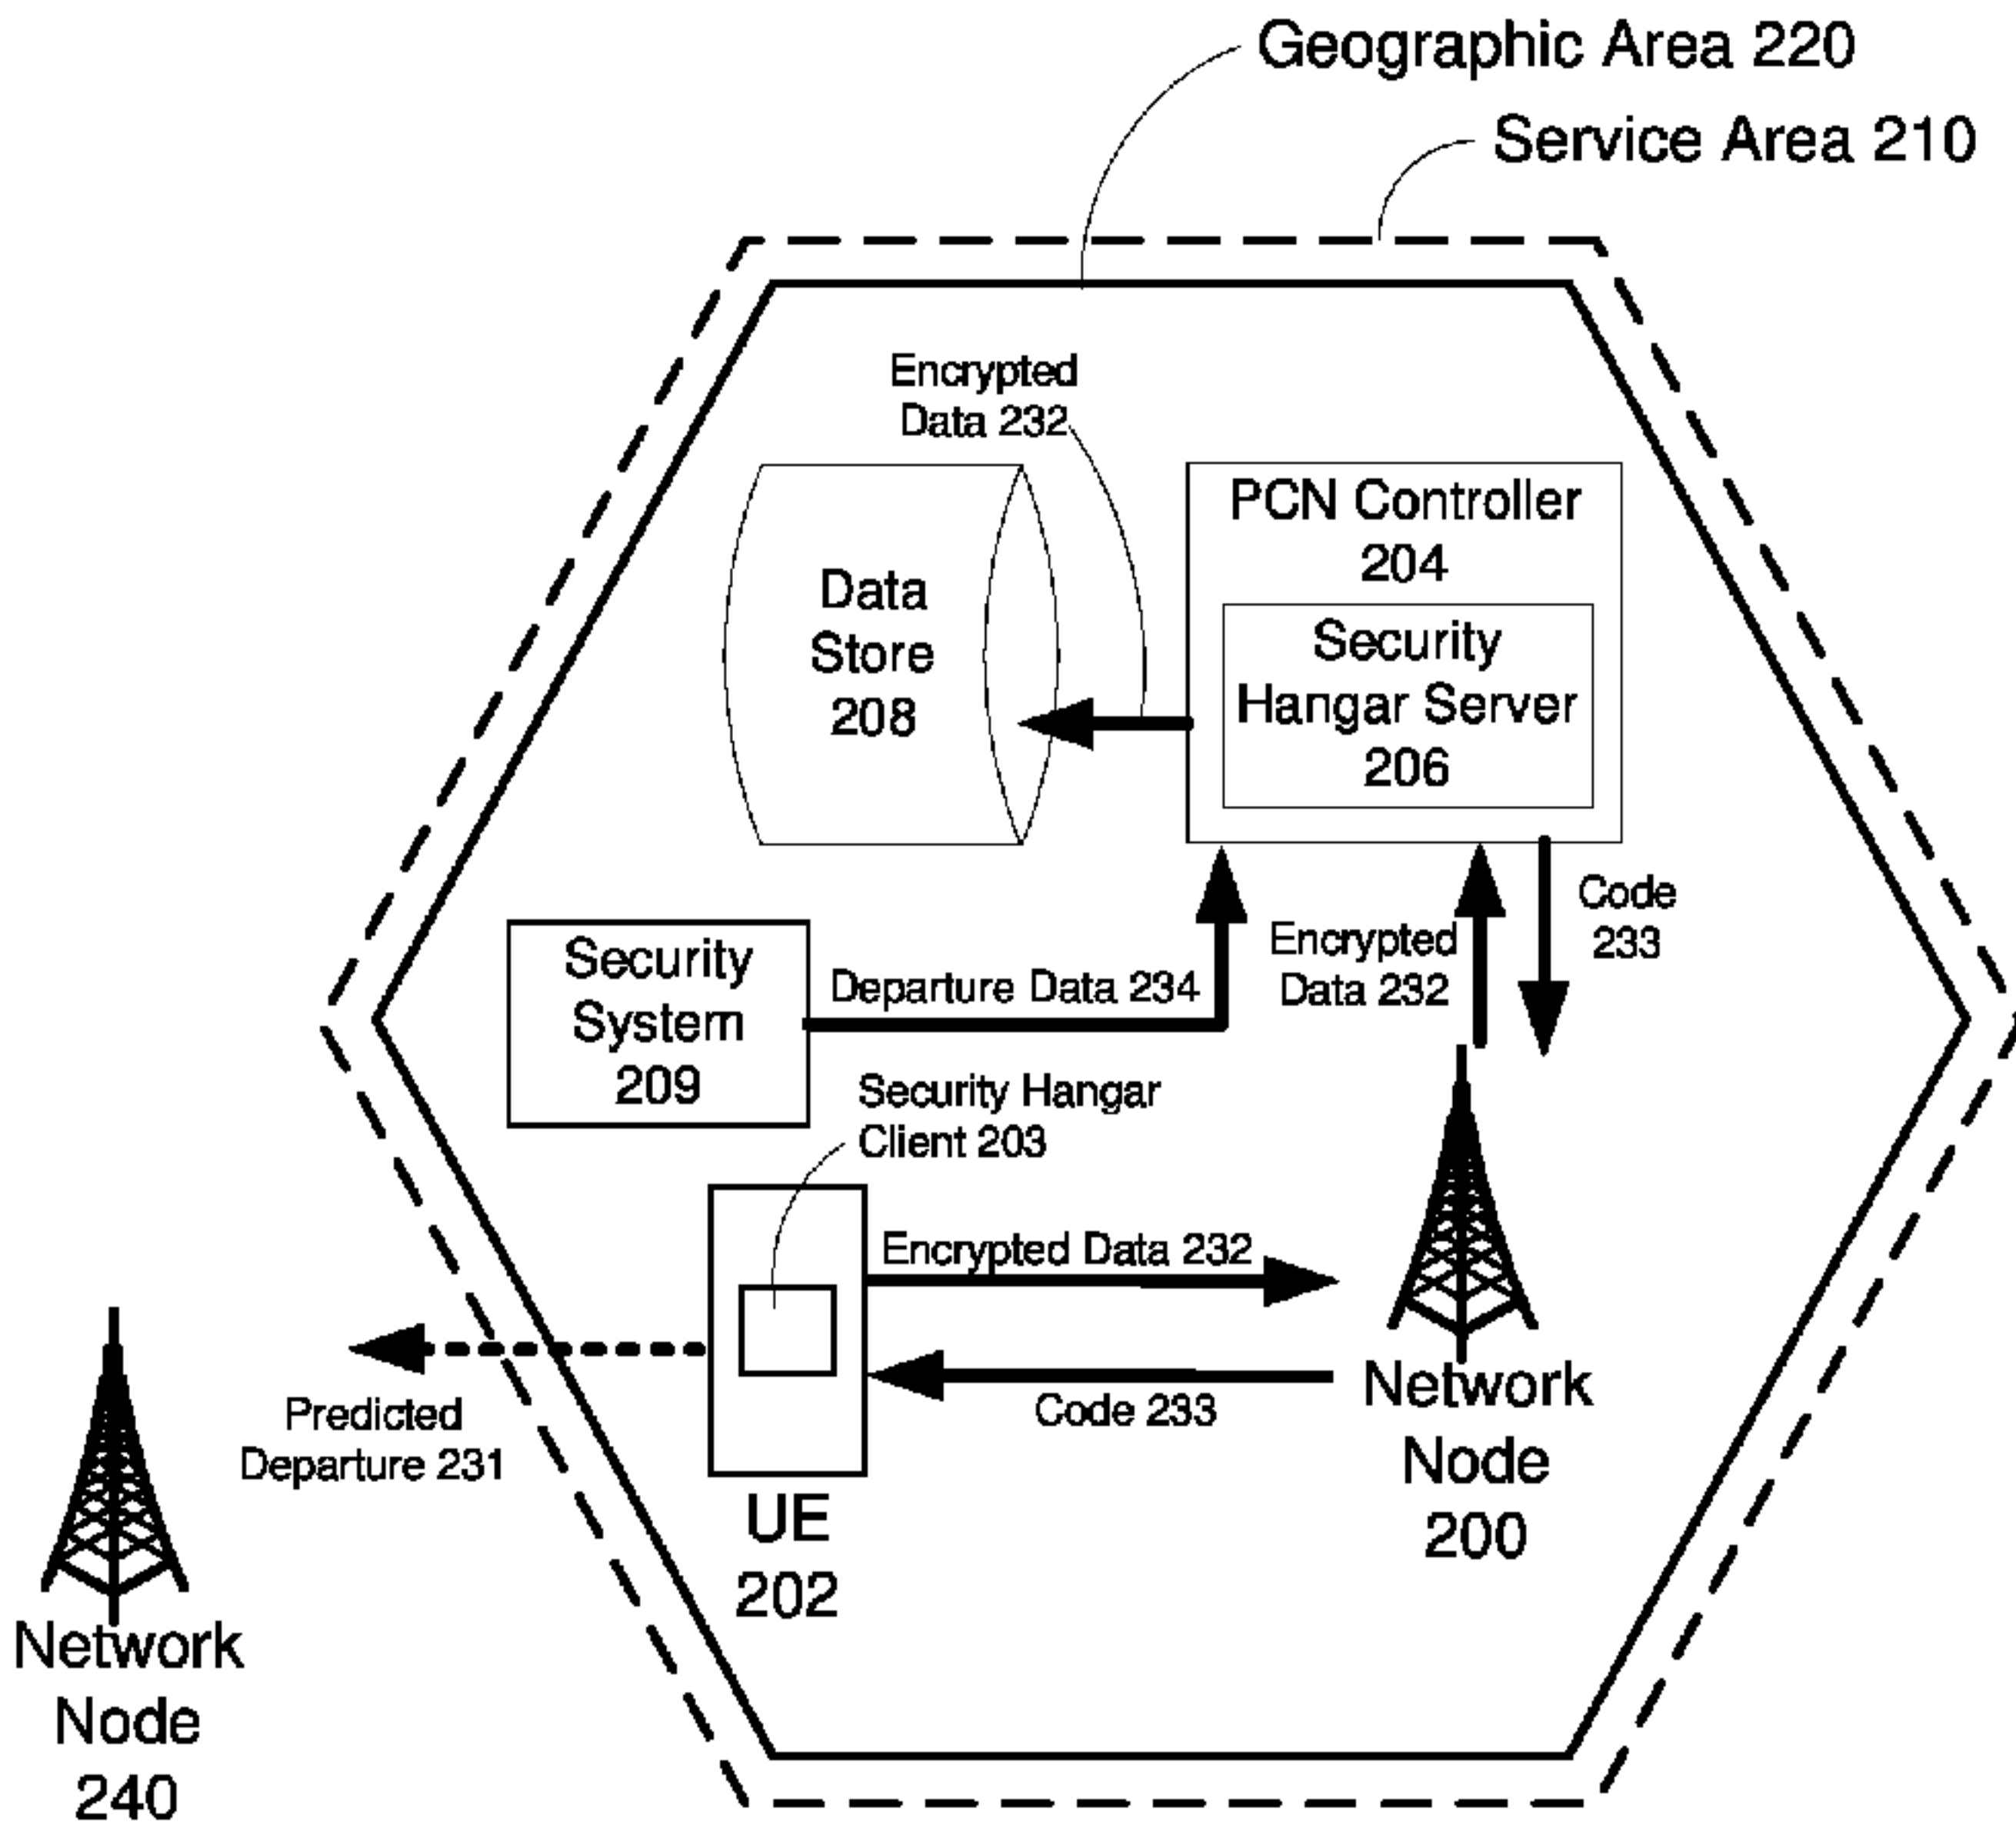 Geographic Area 220
Service Area 210
Encrypted
Data 232
PCN Controller
204
Security
Hangar Server
206
Data
Store
208
Code
233
Encrypted
Data 232
Security
System
209
Departure Data 234
Security Hangar
Client 203
Encrypted Data 232
Code 233
Predicted
Departure 231
UE
202
Network
Node
200
Network
Node
240